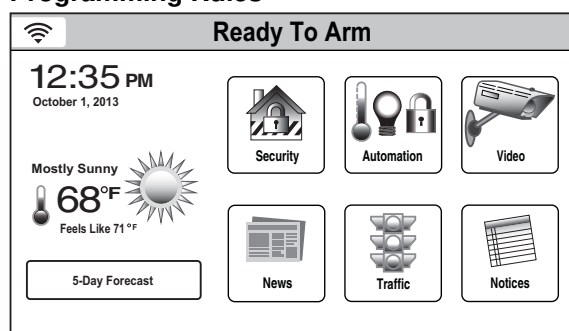 Programming Rules
Ready To Arm
12:35 PM
October 1, 2013
Mostly Sunny
68°F
Feels Like 71°F
5-Day Forecast
Security
Automation
Video
News
Traffic
Notices